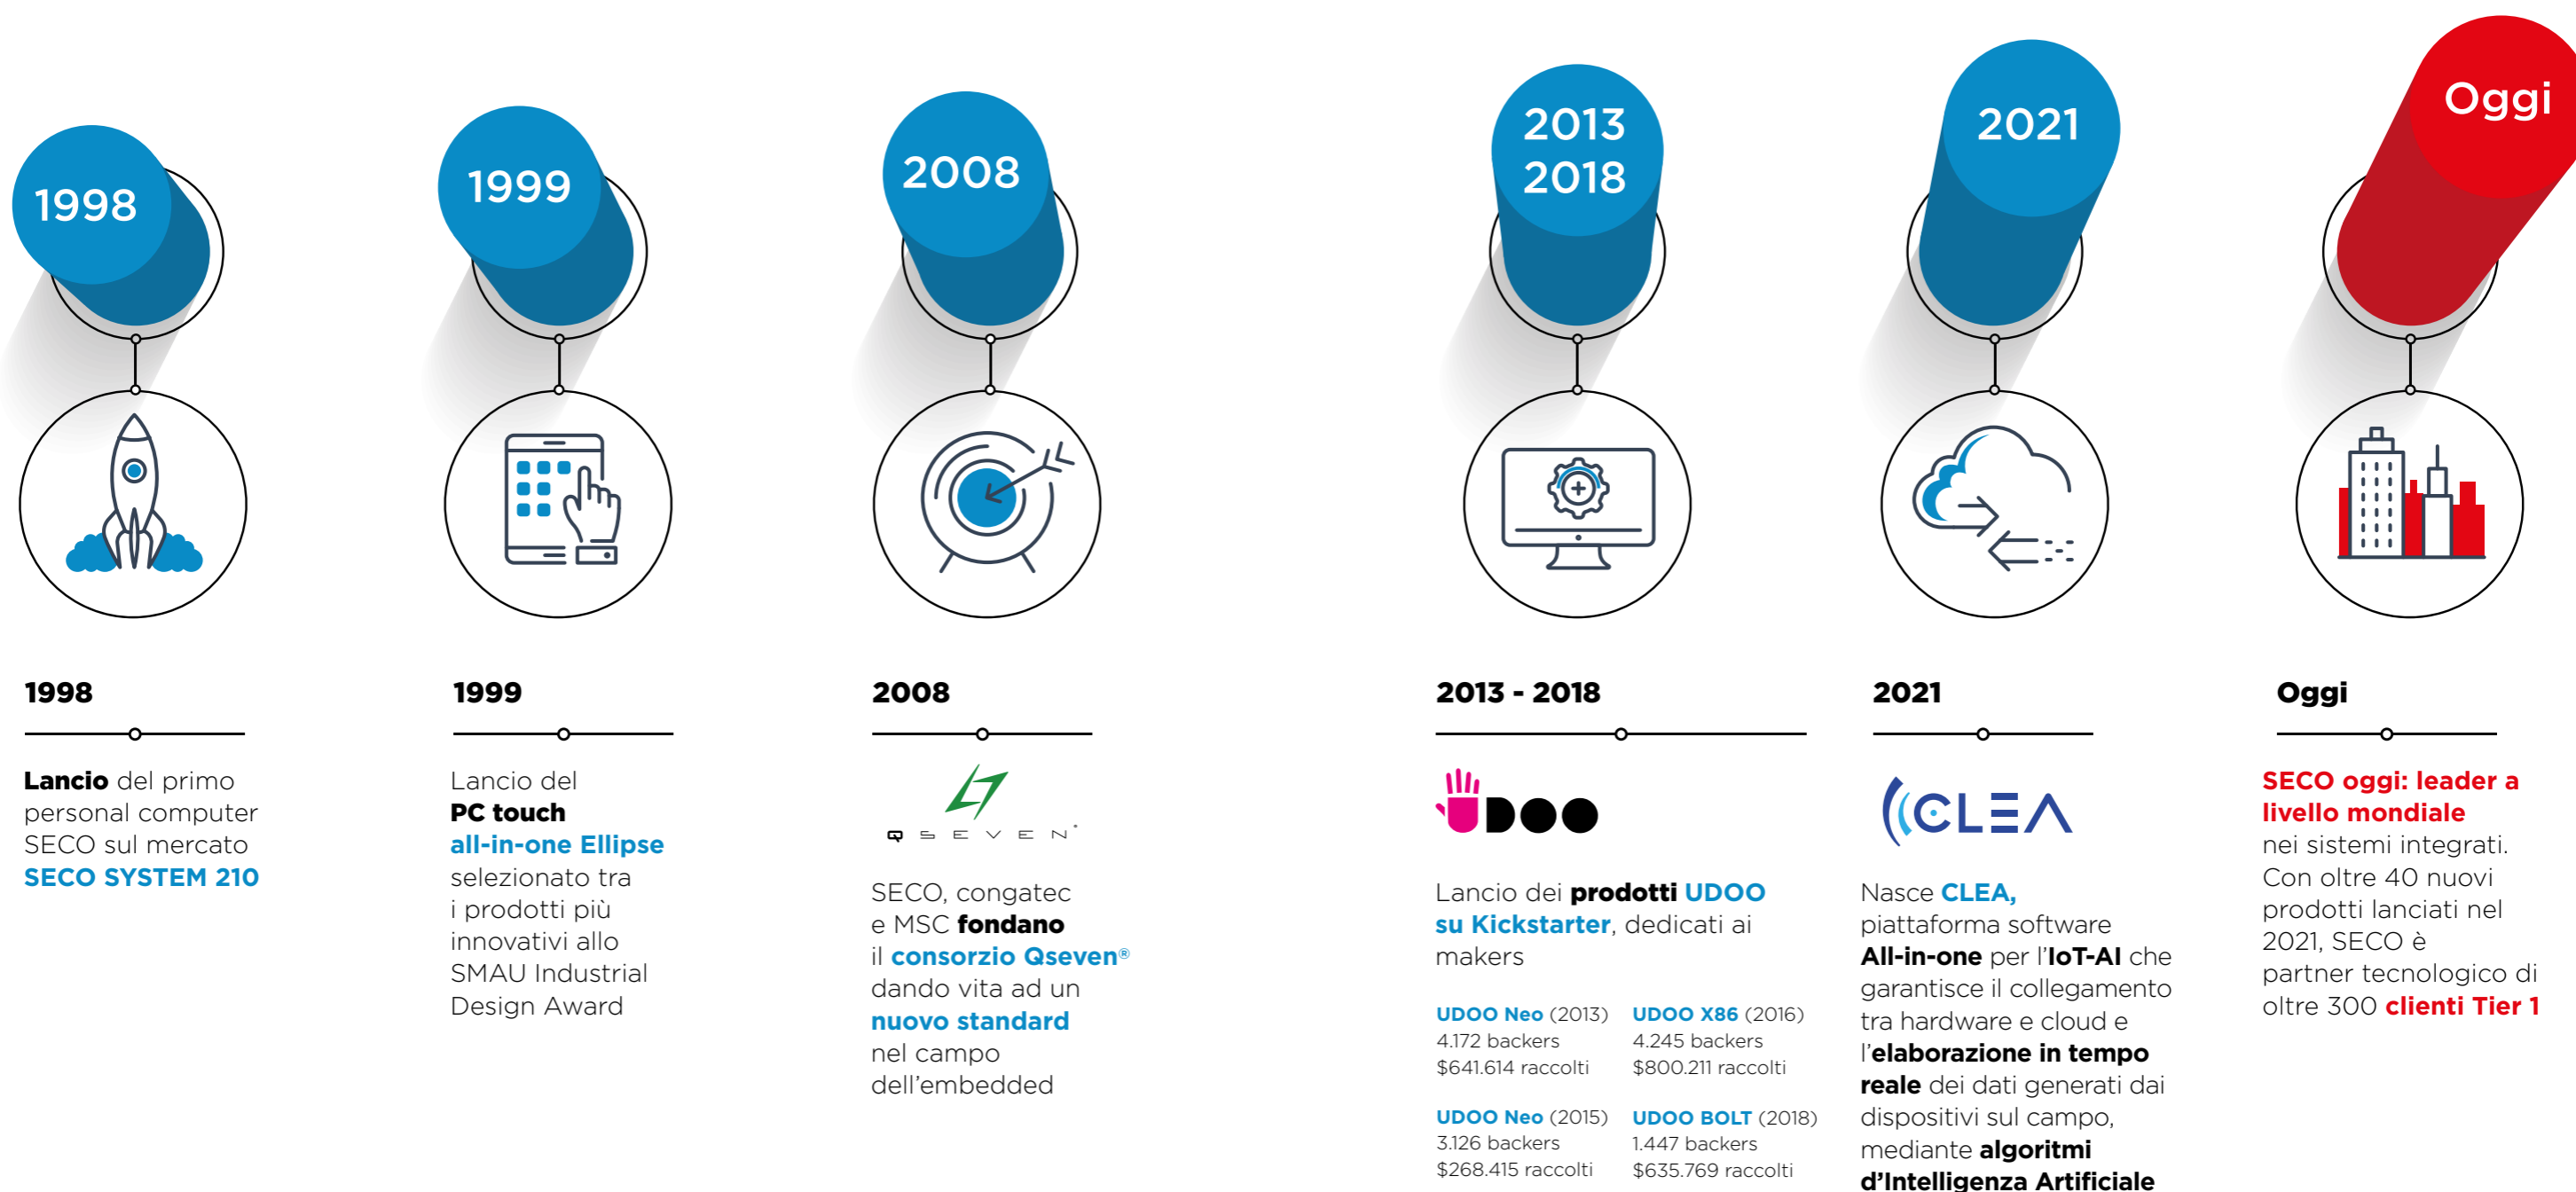 1998
1999
2008
2013
2018
2021
Oggi
1998
Lancio del primo
personal computer
SECO sul mercato
SECO SYSTEM 210
1999
Lancio del
PC touch
all-in-one Ellipse
selezionato tra
i prodotti più
innovativi allo
SMAU Industrial
Design Award
2008
QSEVEN®
SECO, congatec
e MSC fondano
il consorzio Qseven®
dando vita ad un
nuovo standard
nel campo
dell'embedded
2013 - 2018
UDOO
Lancio dei prodotti UDOO
su Kickstarter, dedicati ai
makers
UDOO Neo (2013)
4.172 backers
$641.614 raccolti
UDOO X86 (2016)
4.245 backers
$800.211 raccolti
UDOO Neo (2015)
3.126 backers
$268.415 raccolti
UDOO BOLT (2018)
1.447 backers
$635.769 raccolti
2021
CLEA
Nasce CLEA,
piattaforma software
All-in-one per l'IoT-AI che
garantisce il collegamento
tra hardware e cloud e
l'elaborazione in tempo
reale dei dati generati dai
dispositivi sul campo,
mediante algoritmi
d'Intelligenza Artificiale
Oggi
SECO oggi: leader a
livello mondiale
nei sistemi integrati.
Con oltre 40 nuovi
prodotti lanciati nel
2021, SECO è
partner tecnologico di
oltre 300 clienti Tier 1